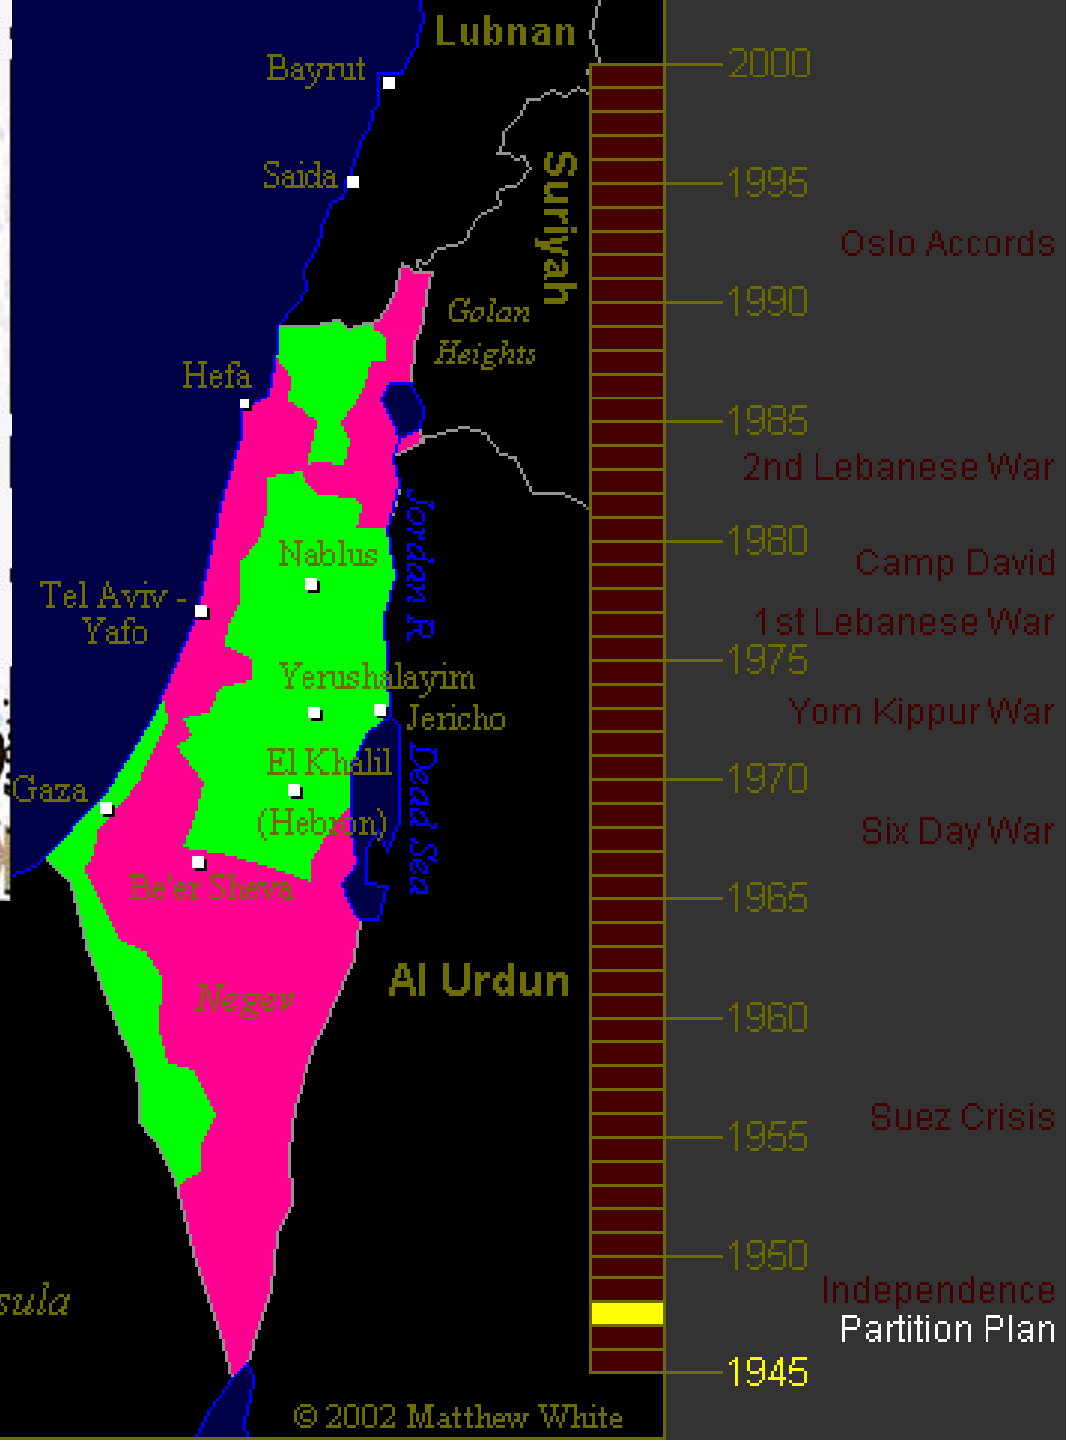 Lubnan
Bayrut
Saida
Suriyah
Golan
Heights
Hefa
Jordan R.
Nablus
Tel Aviv -
Yafo
Yerushalayim
Jericho
El Khalil
(Hebron)
Dead Sea
Gaza
Be'er Sheva
Al Urdun
Negev
sula
© 2002 Matthew White
2000
1995
Oslo Accords
1990
1985
2nd Lebanese War
1980
Camp David
1st Lebanese War
1975
Yom Kippur War
1970
Six Day War
1965
1960
Suez Crisis
1955
1950
Independence
Partition Plan
1945